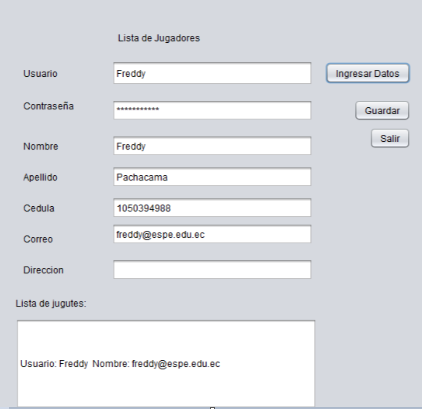 Lista de Jugadores
Usuario Freddy Ingresar Datos
Contraseña *********** Guardar
Salir
Nombre Freddy
Apellido Pachacama
Cedula 1050394988
Correo freddy@espe.edu.ec
Direccion
Lista de jugutes:
Usuario: Freddy Nombre: freddy@espe.edu.ec